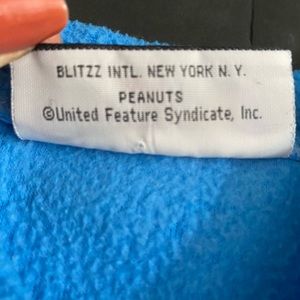 BLITZZ INTL. NEW YORK N.Y.
PEANUTS
©United Feature Syndicate, Inc.